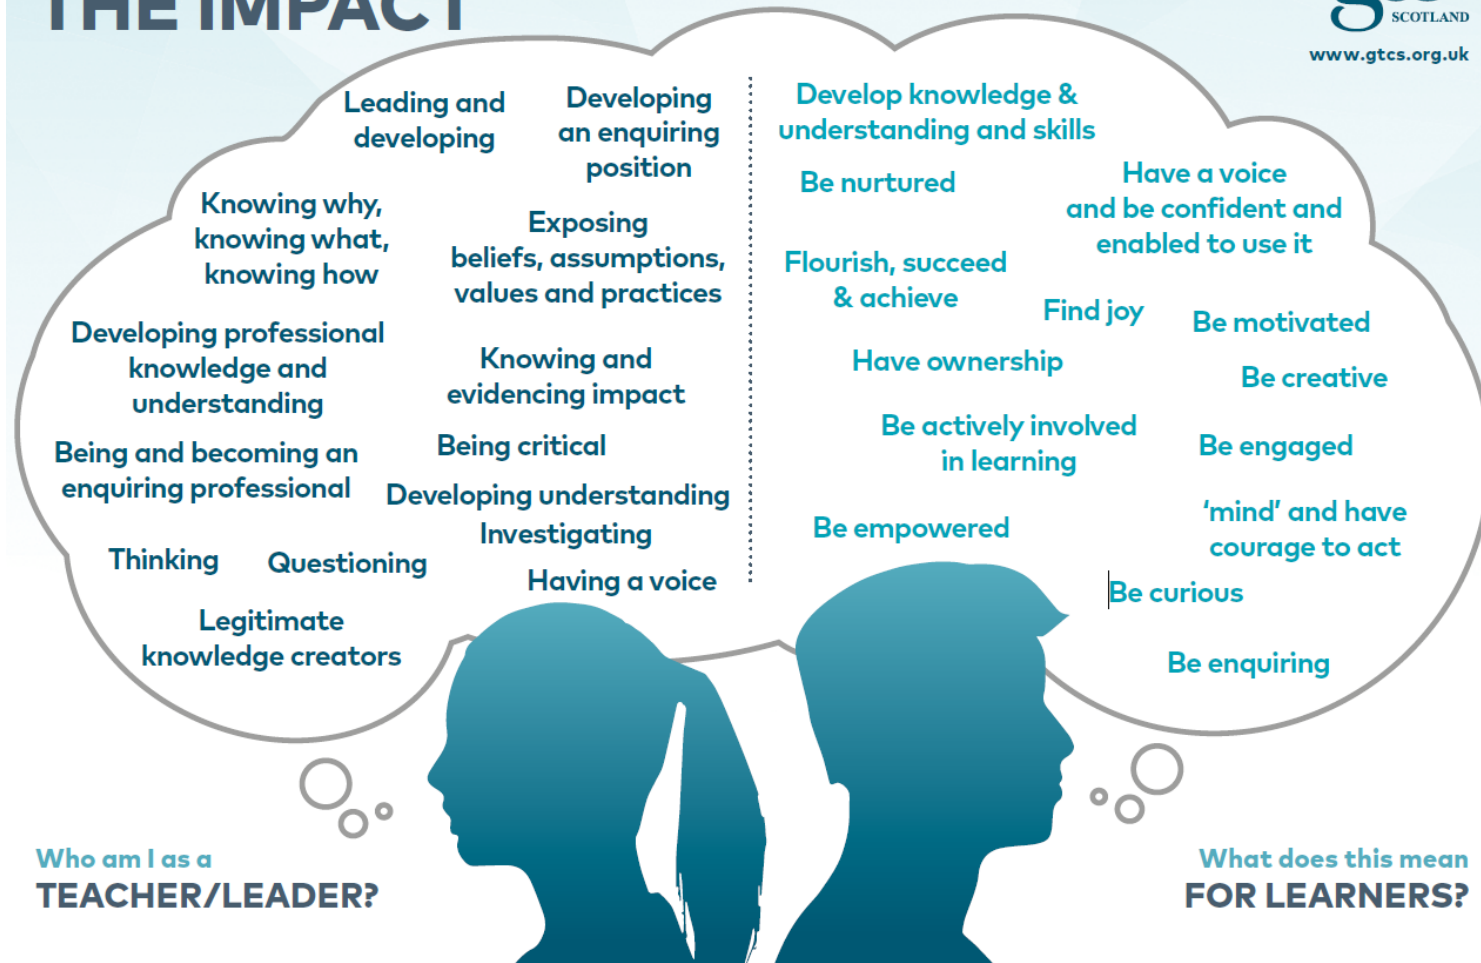 THE IMPACT
SCOTLAND
www.gtcs.org.uk
Leading and
developing
Developing
an enquiring
position
Knowing why,
knowing what,
knowing how
Exposing
beliefs, assumptions,
values and practices
Developing professional
knowledge and
understanding
Knowing and
evidencing impact
Being and becoming an
enquiring professional
Being critical
Developing understanding
Investigating
Thinking
Questioning
Having a voice
Legitimate
knowledge creators
Develop knowledge &
understanding and skills
Be nurtured
Have a voice
and be confident and
enabled to use it
Flourish, succeed
& achieve
Find joy
Be motivated
Have ownership
Be creative
Be actively involved
in learning
Be engaged
Be empowered
‘mind’ and have
courage to act
Be curious
Be enquiring
Who am I as a
TEACHER/LEADER?
What does this mean
FOR LEARNERS?